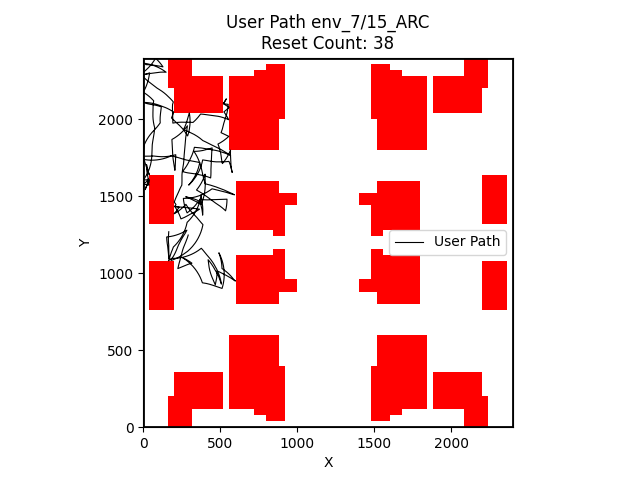 User Path env_7/15_ARC
Reset Count: 38
Y
2000
1500
1000
500
0
User Path
0 500 1000 1500 2000
X